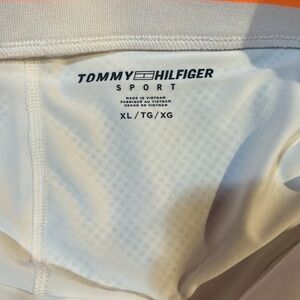 TOMMY HILFIGER
SPORT
MADE IN VIETNAM
FABRIQUÉ AU VIETNAM
HECHO EN VIETNAM
XL / TG / XG